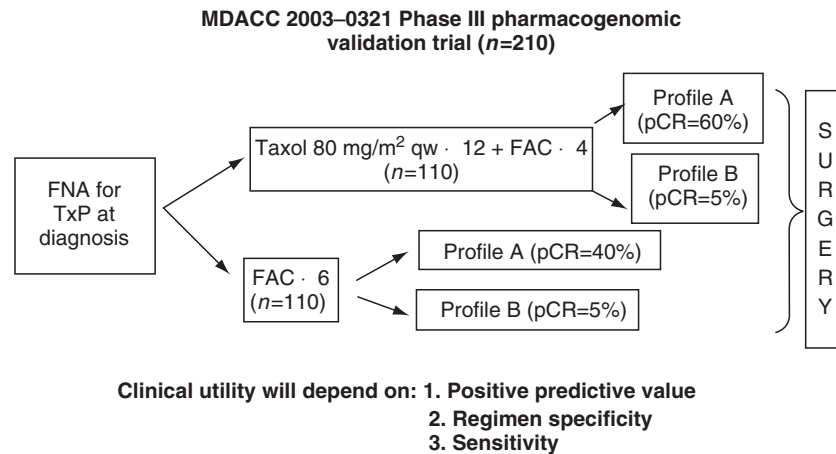 MDACC 2003–0321 Phase III pharmacogenomic
validation trial (n=210)
FNA for
TxP at
diagnosis
Taxol 80 mg/m² qw · 12 + FAC · 4
(n=110)
Profile A
(pCR=60%)
Profile B
(pCR=5%)
FAC · 6
(n=110)
Profile A (pCR=40%)
Profile B (pCR=5%)
S
U
R
G
E
R
Y
Clinical utility will depend on: 1. Positive predictive value
2. Regimen specificity
3. Sensitivity